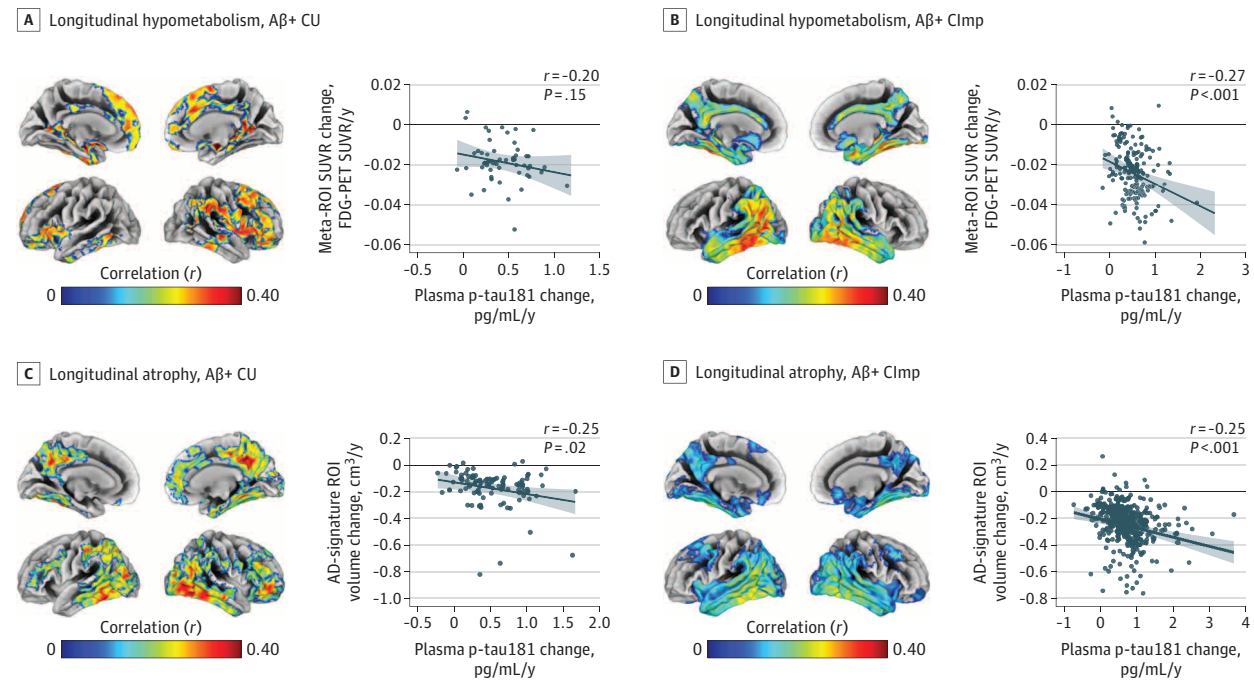 A Longitudinal hypometabolism, Aβ+ CU
Meta-ROI SUVR change,
FDG-PET SUVR/y
0.02
0
−0.02
−0.04
−0.06
r = −0.20
P = .15
−0.5 0 0.5 1.0 1.5
Plasma p-tau181 change,
pg/mL/y
Correlation (r)
0 0.40
B Longitudinal hypometabolism, Aβ+ CImp
Meta-ROI SUVR change,
FDG-PET SUVR/y
0.02
0
−0.02
−0.04
−0.06
r = −0.27
P <.001
−1 0 1 2 3
Plasma p-tau181 change,
pg/mL/y
Correlation (r)
0 0.40
C Longitudinal atrophy, Aβ+ CU
AD-signature ROI
volume change, cm³/y
0.2
0
−0.2
−0.4
−0.6
−0.8
−1.0
r = −0.25
P = .02
−0.5 0 0.5 1.0 1.5 2.0
Plasma p-tau181 change,
pg/mL/y
Correlation (r)
0 0.40
D Longitudinal atrophy, Aβ+ CImp
AD-signature ROI
volume change, cm³/y
0.4
0.2
0
−0.2
−0.4
−0.6
−0.8
r = −0.25
P <.001
−1 0 1 2 3 4
Plasma p-tau181 change,
pg/mL/y
Correlation (r)
0 0.40